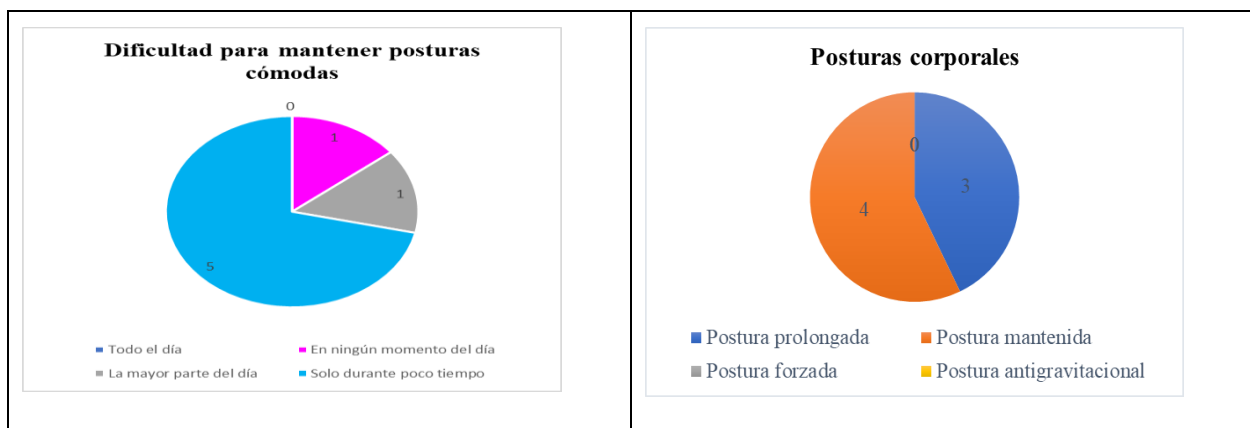 Dificultad para mantener posturas
cómodas
0
1
1
5
Todo el día
En ningún momento del día
La mayor parte del día
Solo durante poco tiempo
Posturas corporales
0
3
4
Postura prolongada
Postura mantenida
Postura forzada
Postura antigravitacional